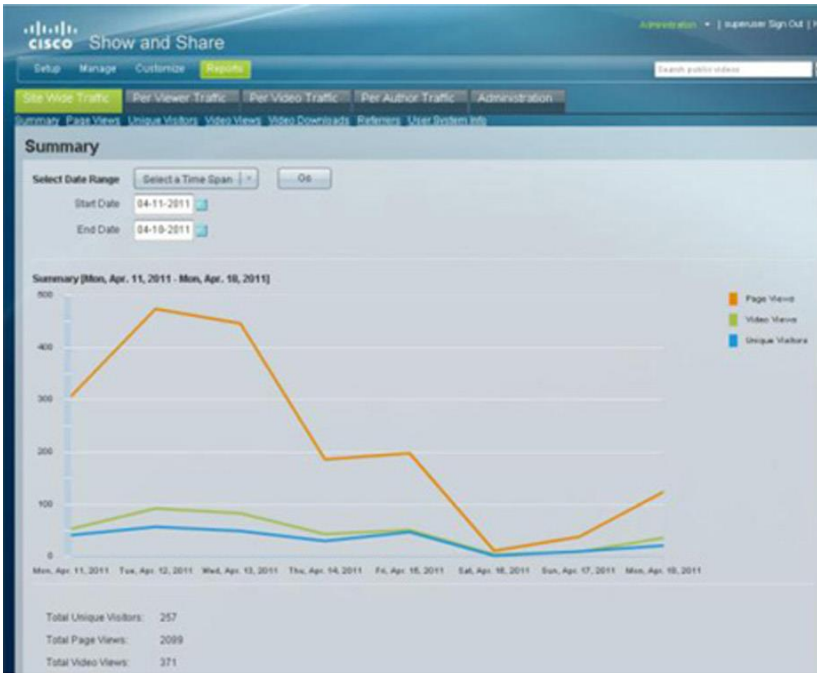 cisco Show and Share
Administration | superuser Sign Out |
Setup Manage Customize Reports
Search public videos
Site Wide Traffic Per Viewer Traffic Per Video Traffic Per Author Traffic Administration
Summary Page Views Unique Visitors Video Views Video Downloads Referrers User System Info
Summary
Select Date Range Select a Time Span Go
Start Date 04-11-2011
End Date 04-18-2011
Summary [Mon, Apr. 11, 2011 - Mon, Apr. 18, 2011]
500
Page Views
Video Views
Unique Visitors
400
300
200
100
0
Mon, Apr. 11, 2011 Tue, Apr. 12, 2011 Wed, Apr. 13, 2011 Thu, Apr. 14, 2011 Fri, Apr. 15, 2011 Sat, Apr. 16, 2011 Sun, Apr. 17, 2011 Mon, Apr. 18, 2011
Total Unique Visitors: 257
Total Page Views: 2089
Total Video Views: 371